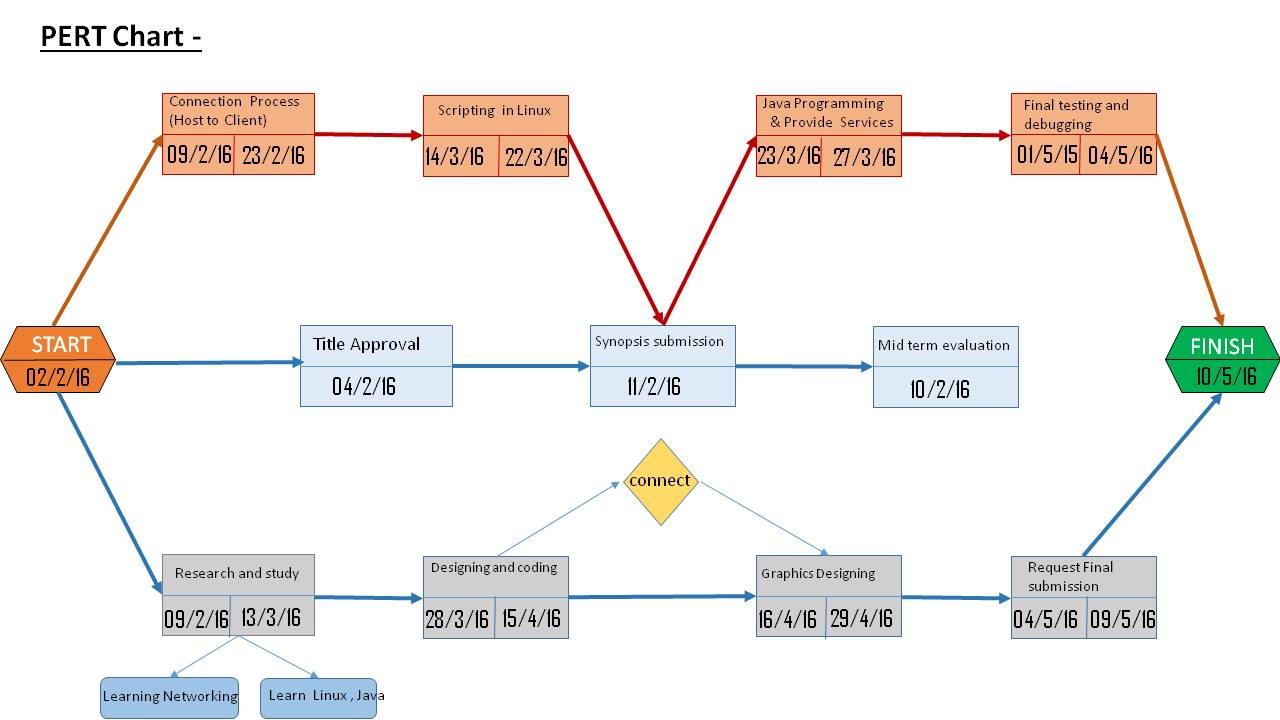 PERT Chart -
Connection Process
(Host to Client)
09/2/16 23/2/16
Scripting in Linux
14/3/16 22/3/16
Java Programming
& Provide Services
23/3/16 27/3/16
Final testing and
debugging
01/5/15 04/5/16
START
02/2/16
Title Approval
04/2/16
Synopsis submission
11/2/16
Mid term evaluation
10/2/16
FINISH
10/5/16
connect
Research and study
09/2/16 13/3/16
Designing and coding
28/3/16 15/4/16
Graphics Designing
16/4/16 29/4/16
Request Final
submission
04/5/16 09/5/16
Learning Networking
Learn Linux , Java